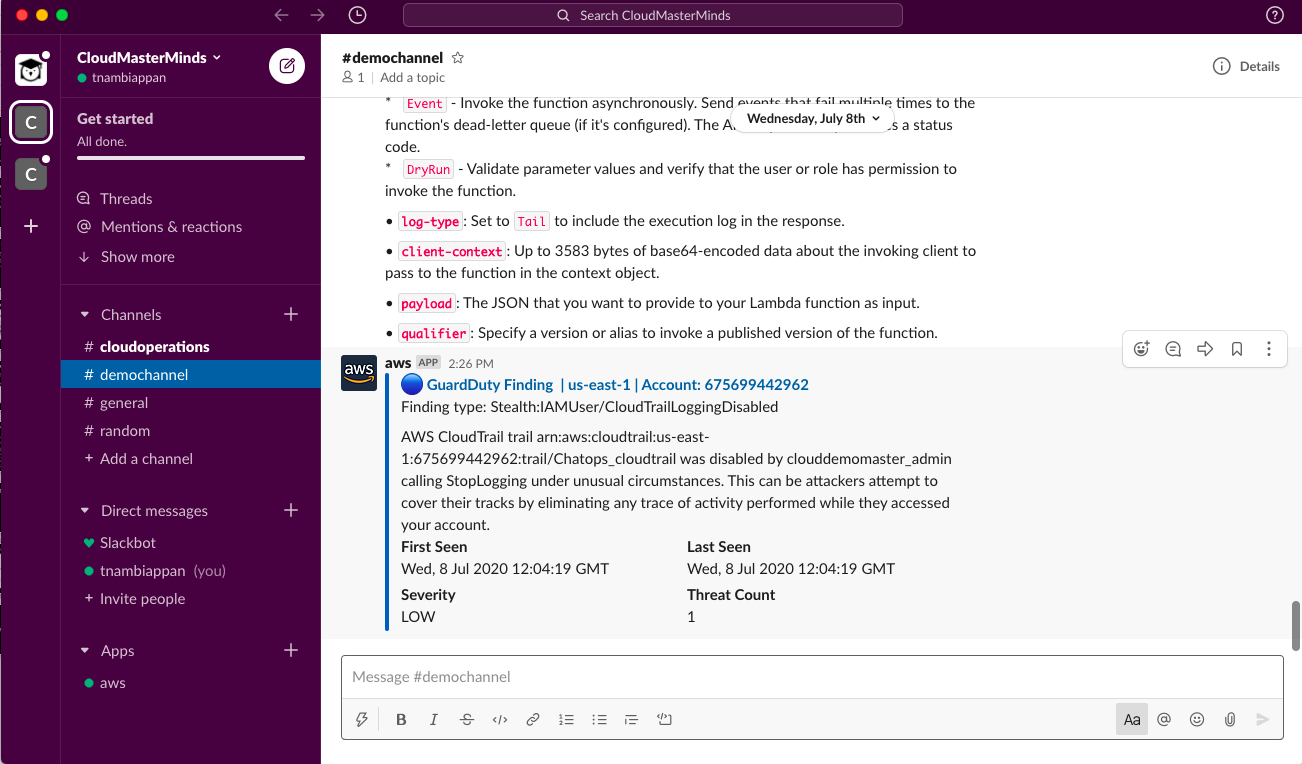 Search CloudMasterMinds
CloudMasterMinds
tnambiappan
C
C
Get started
All done.
Threads
Mentions & reactions
Show more
Channels
# cloudoperations
# demochannel
# general
# random
+ Add a channel
Direct messages
Slackbot
tnambiappan (you)
+ Invite people
Apps
aws
#demochannel
1 | Add a topic
Details
Wednesday, July 8th
* Event - Invoke the function asynchronously. Send events that fail multiple times to the
function's dead-letter queue (if it's configured). The A s a status
code.
* DryRun - Validate parameter values and verify that the user or role has permission to
invoke the function.
• log-type: Set to Tail to include the execution log in the response.
• client-context: Up to 3583 bytes of base64-encoded data about the invoking client to
pass to the function in the context object.
• payload: The JSON that you want to provide to your Lambda function as input.
• qualifier: Specify a version or alias to invoke a published version of the function.
aws
aws APP 2:26 PM
GuardDuty Finding | us-east-1 | Account: 675699442962
Finding type: Stealth:IAMUser/CloudTrailLoggingDisabled
AWS CloudTrail trail arn:aws:cloudtrail:us-east-
1:675699442962:trail/Chatops_cloudtrail was disabled by clouddemomaster_admin
calling StopLogging under unusual circumstances. This can be attackers attempt to
cover their tracks by eliminating any trace of activity performed while they accessed
your account.
First Seen Last Seen
Wed, 8 Jul 2020 12:04:19 GMT Wed, 8 Jul 2020 12:04:19 GMT
Severity Threat Count
LOW 1
Message #demochannel
B I S </> Aa @